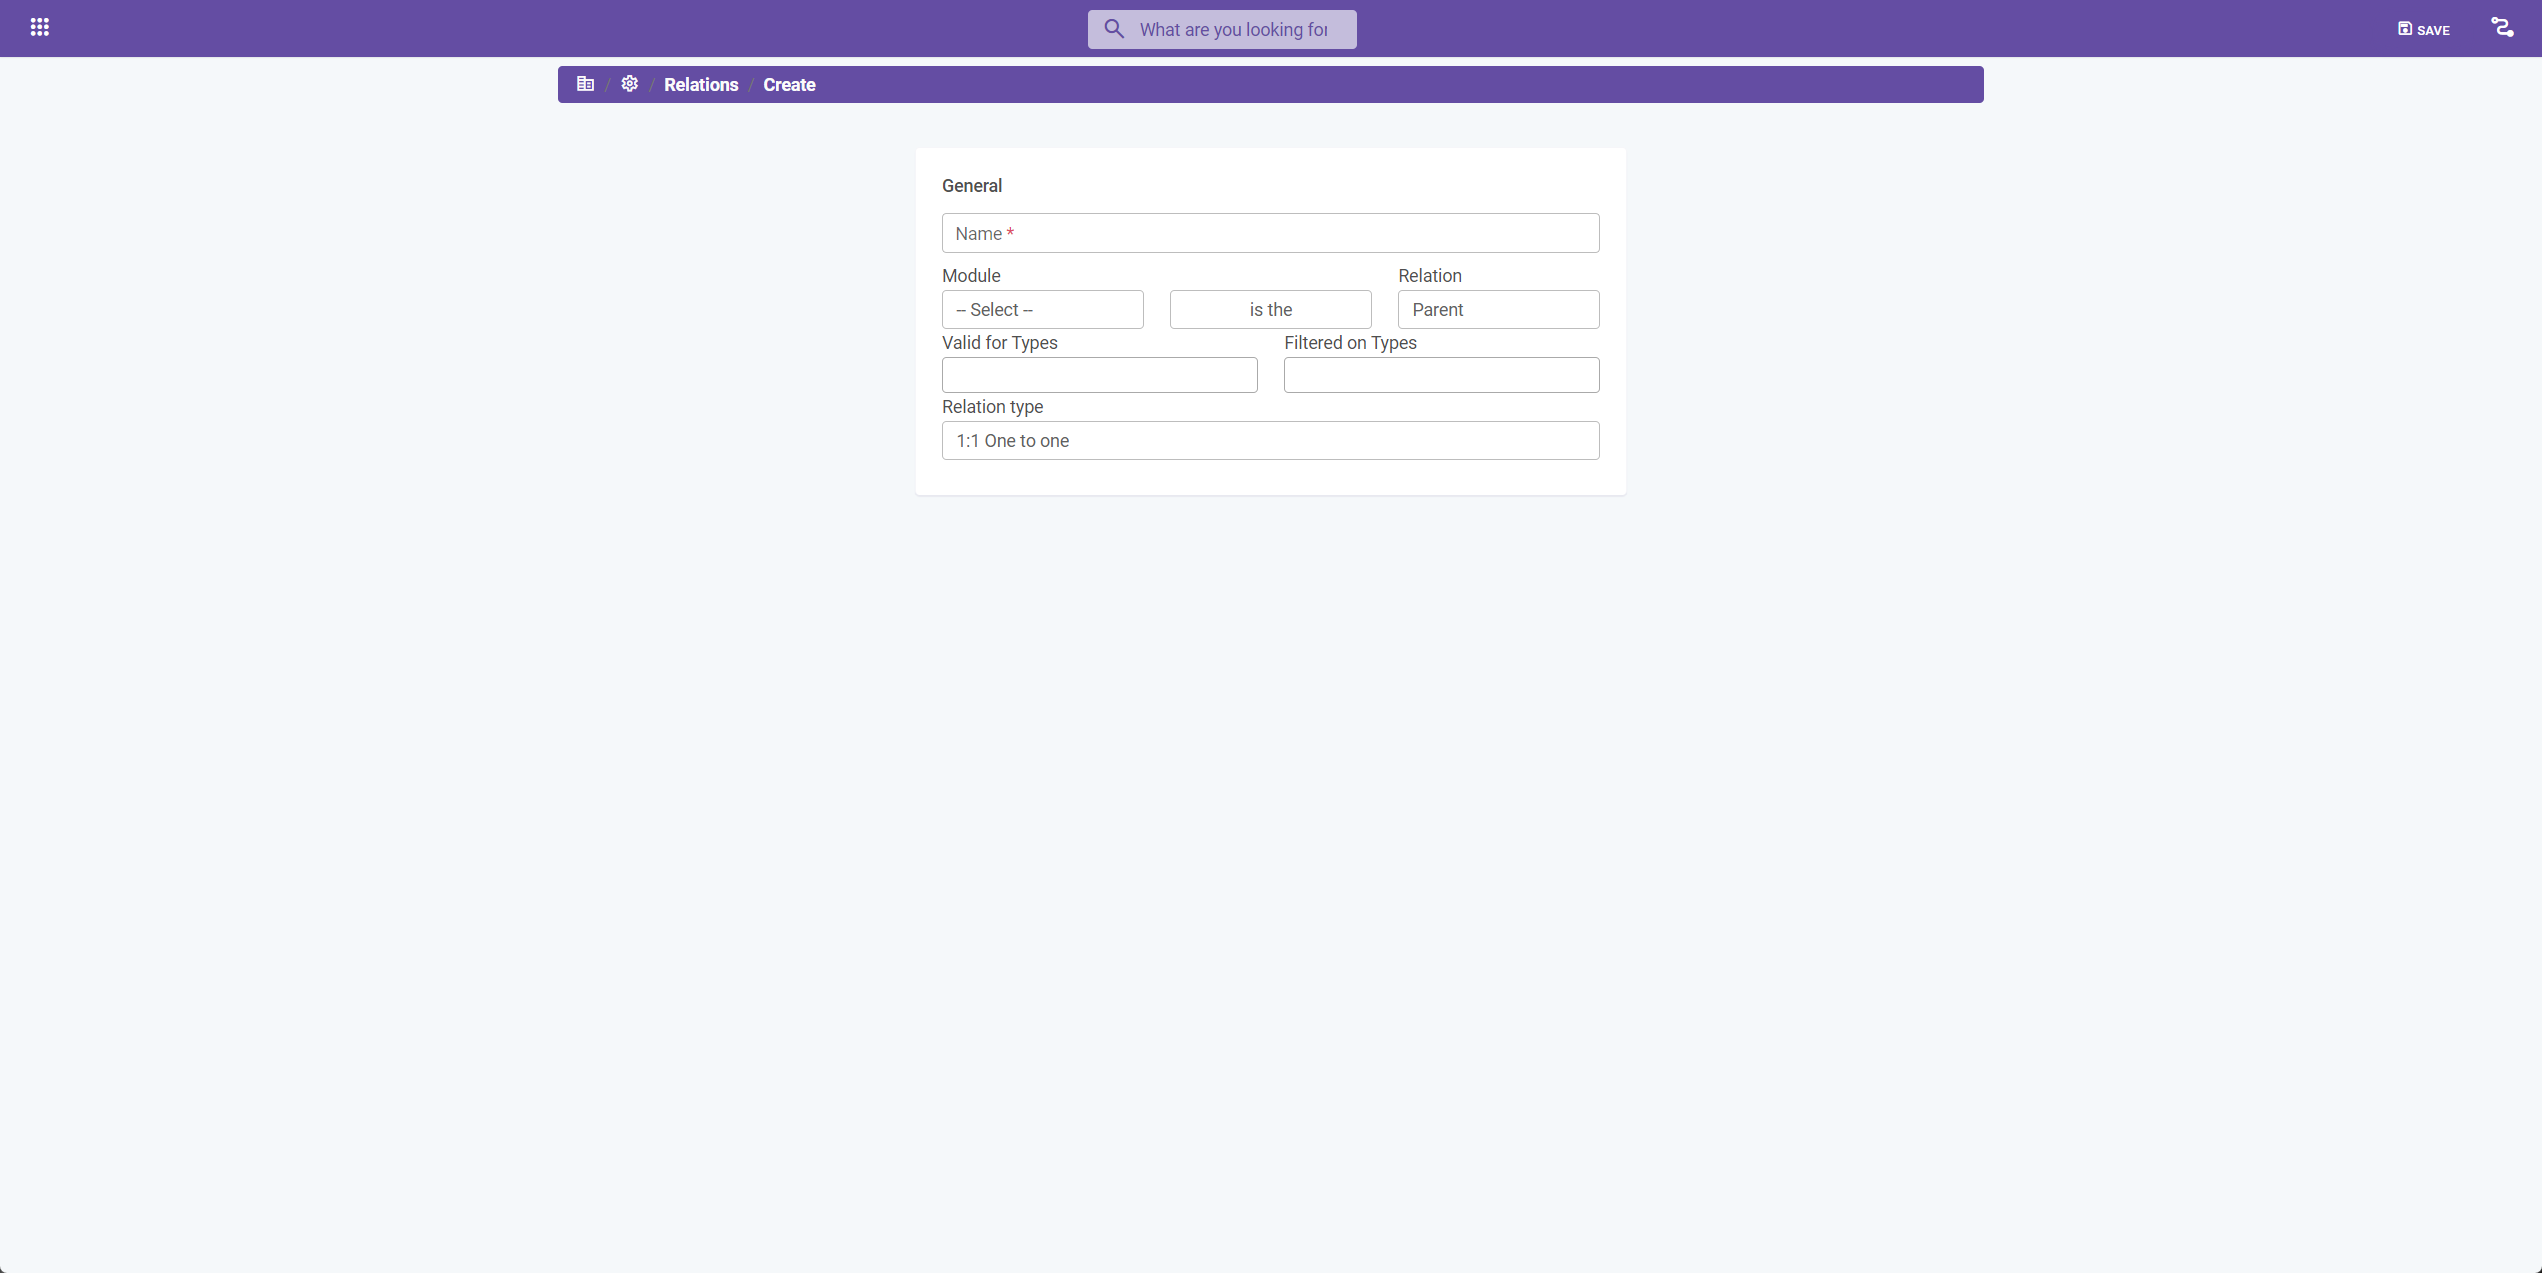 What are you looking for
SAVE
/ / Relations / Create
General
Name *
Module
Relation
-- Select --
is the
Parent
Valid for Types
Filtered on Types
Relation type
1:1 One to one